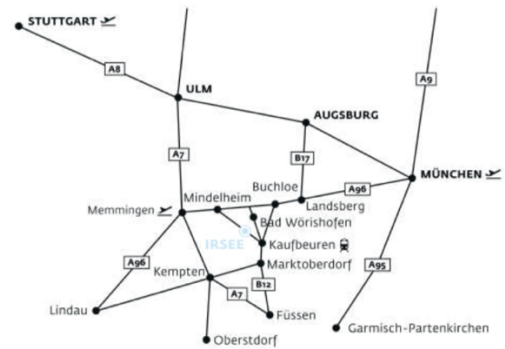 STUTTGART
A8
A9
ULM
AUGSBURG
A7
B17
MÜNCHEN
Mindelheim
Buchloe
A96
Memmingen
Landsberg
Bad Wörishofen
IRSEE
Kaufbeuren
A96
Kempten
Marktoberdorf
A95
A7
B12
Lindau
Füssen
Garmisch-Partenkirchen
Oberstdorf